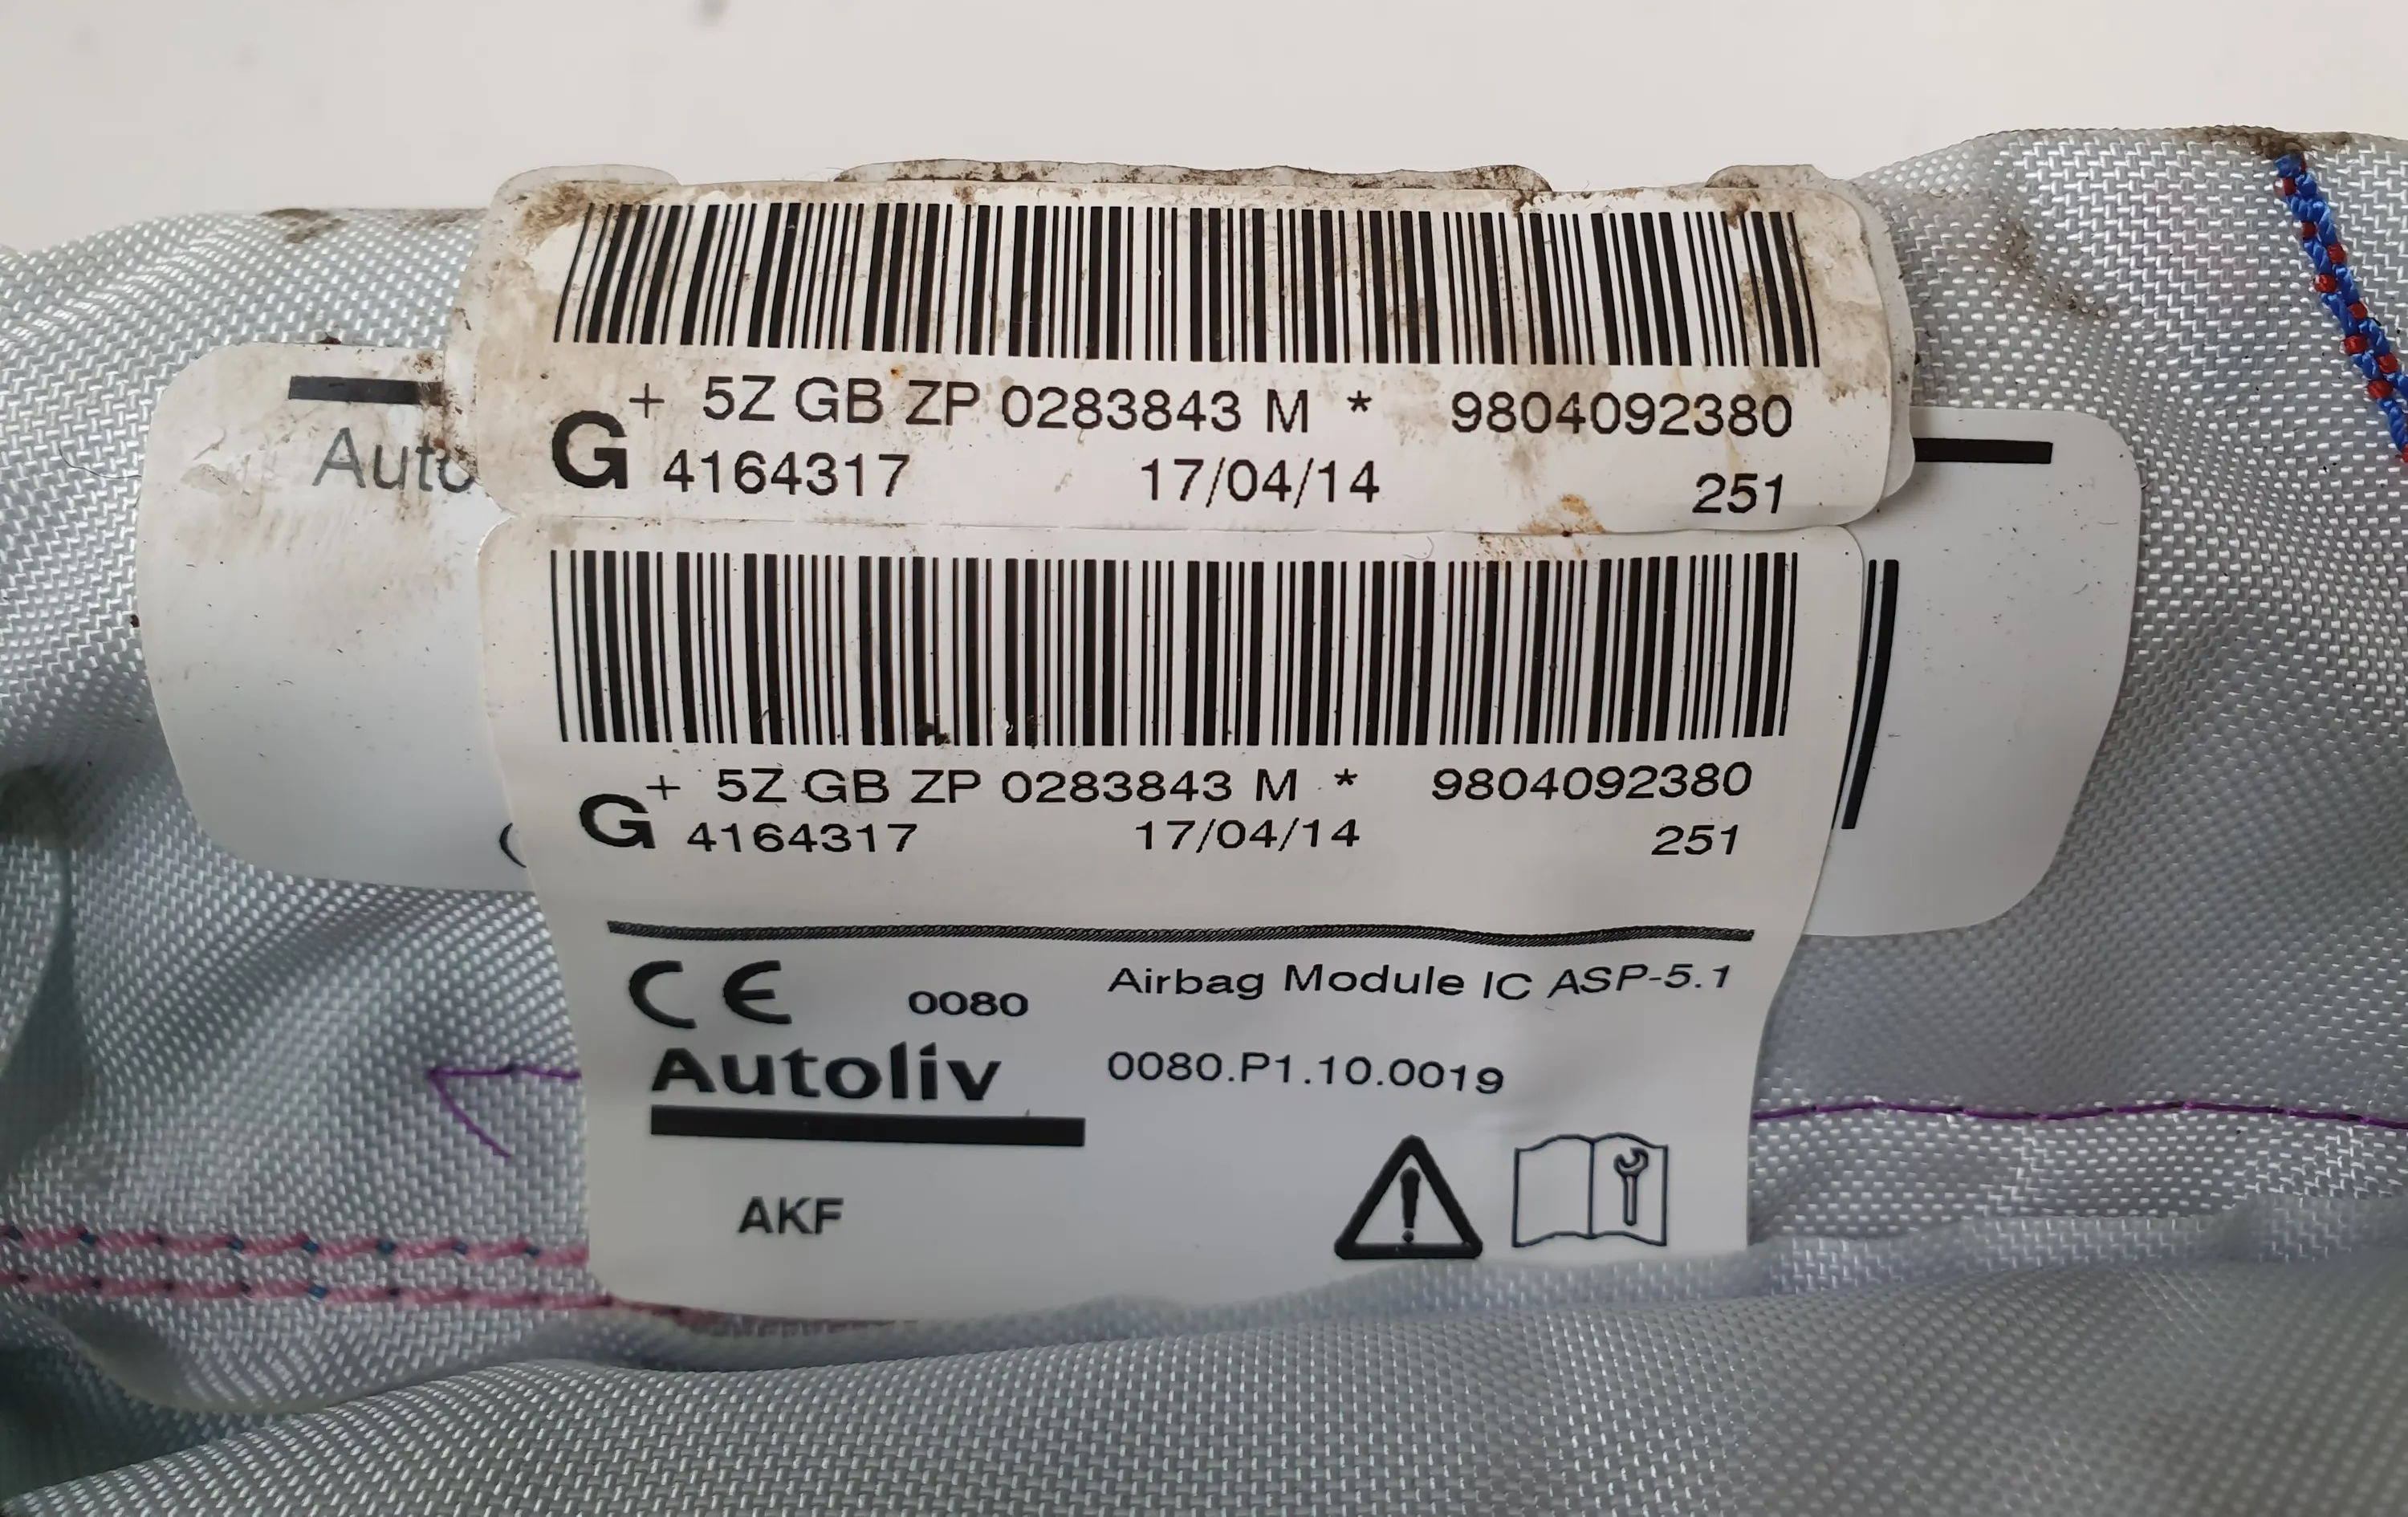 + 5Z GB ZP 0283843 M * 9804092380
G 4164317 17/04/14 251
Auto
+ 5Z GB ZP 0283843 M * 9804092380
G 4164317 17/04/14 251
CE 0080 Airbag Module IC ASP-5.1
Autoliv 0080.P1.10.0019
AKF